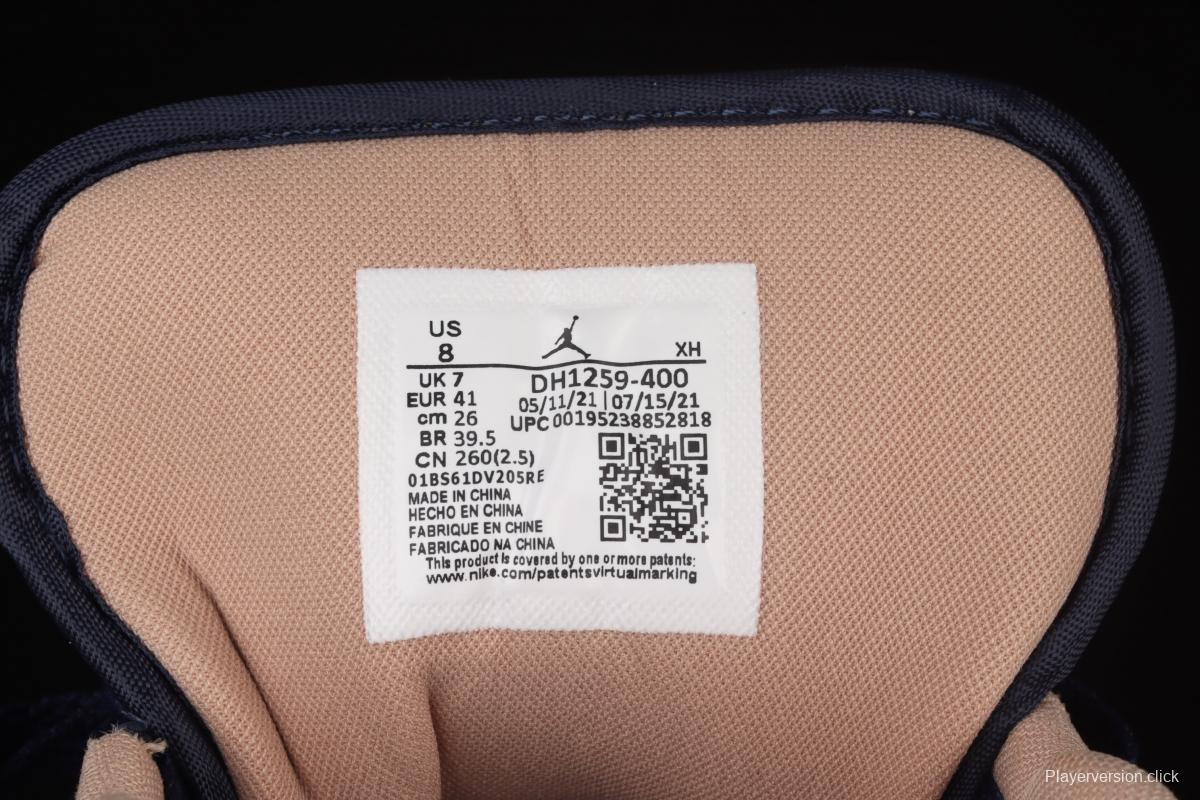 US
8
XH
UK 7
EUR 41
cm 26
BR 39.5
CN 260(2.5)
DH1259-400
05/11/21 | 07/15/21
UPC 00195238852818
01BS61DV205RE
MADE IN CHINA
HECHO EN CHINA
FABRIQUE EN CHINE
FABRICADO NA CHINA
This product is covered by one or more patents:
www.nike.com/patentsvirtualmarking
Playerversion.click